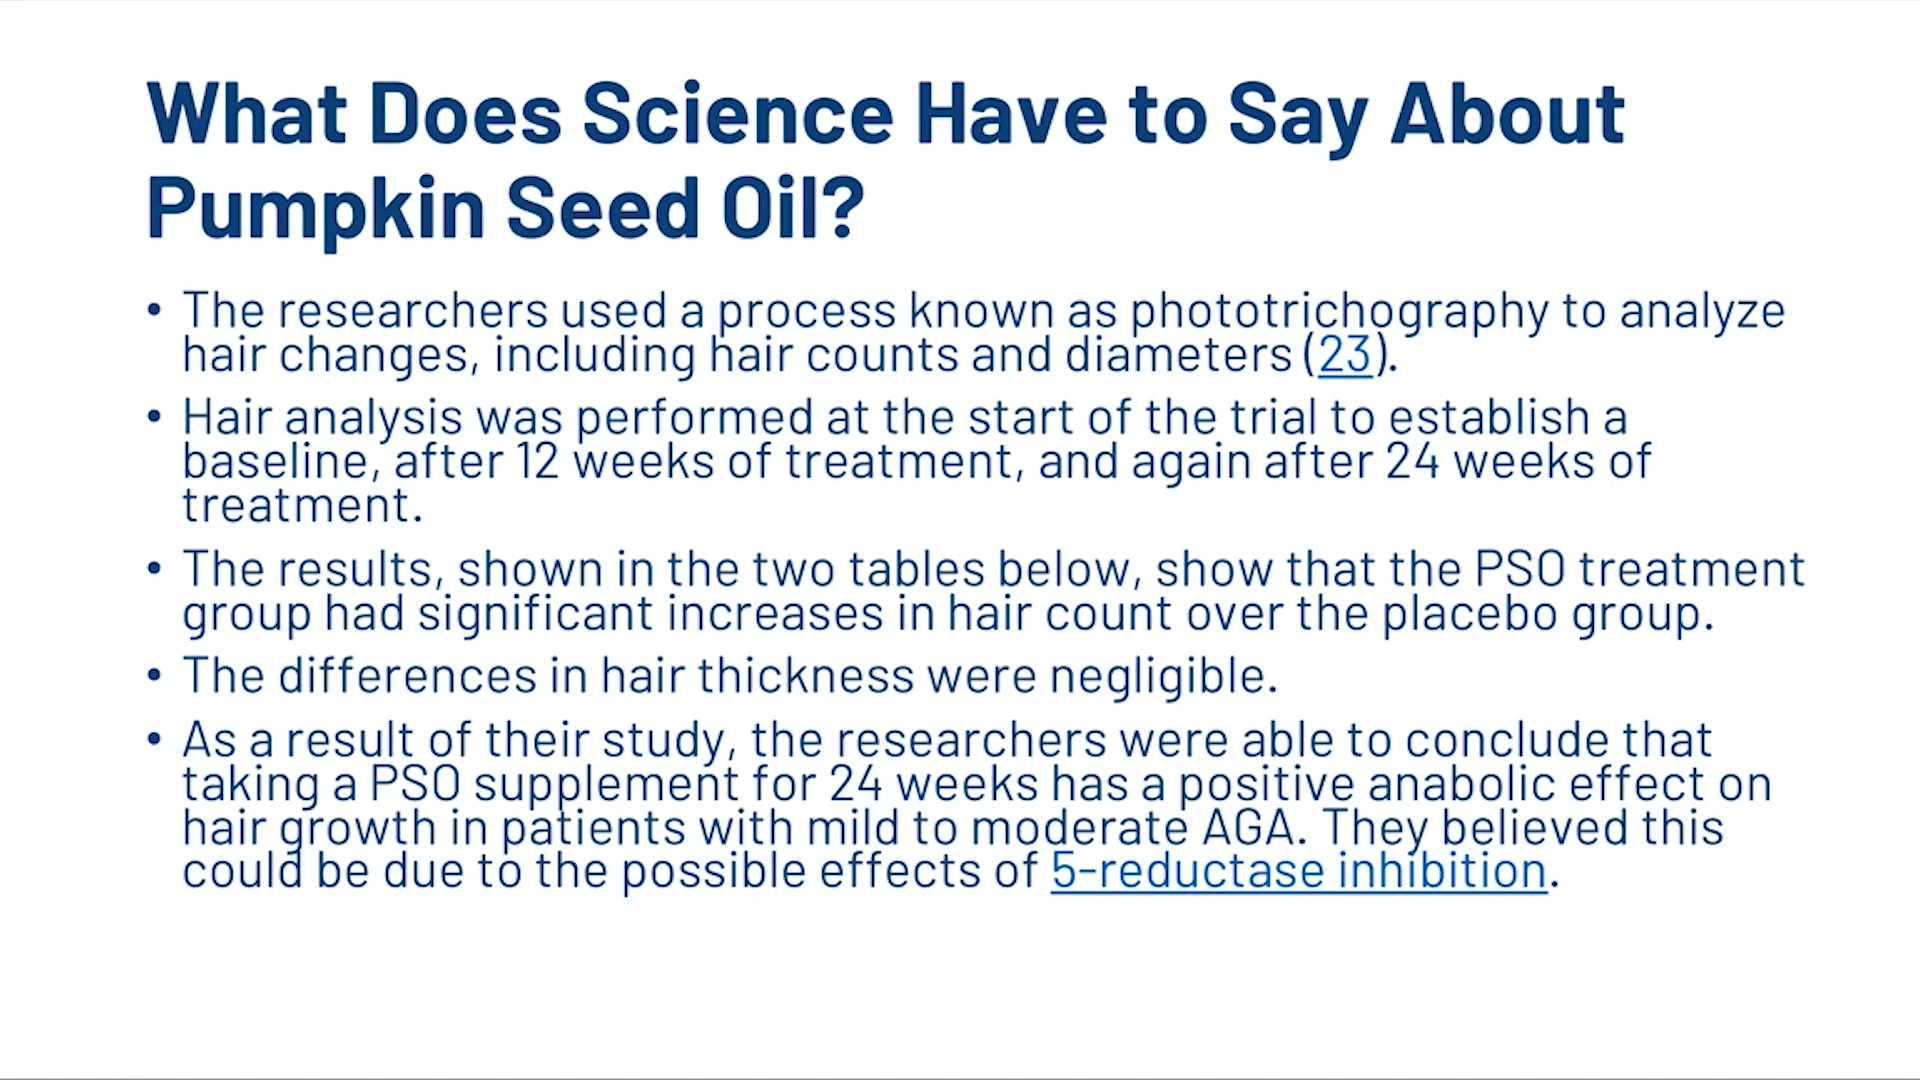 What Does Science Have to Say About
Pumpkin Seed Oil?
• The researchers used a process known as phototrichography to analyze
hair changes, including hair counts and diameters (23).
• Hair analysis was performed at the start of the trial to establish a
baseline, after 12 weeks of treatment, and again after 24 weeks of
treatment.
• The results, shown in the two tables below, show that the PSO treatment
group had significant increases in hair count over the placebo group.
• The differences in hair thickness were negligible.
• As a result of their study, the researchers were able to conclude that
taking a PSO supplement for 24 weeks has a positive anabolic effect on
hair growth in patients with mild to moderate AGA. They believed this
could be due to the possible effects of 5-reductase inhibition.